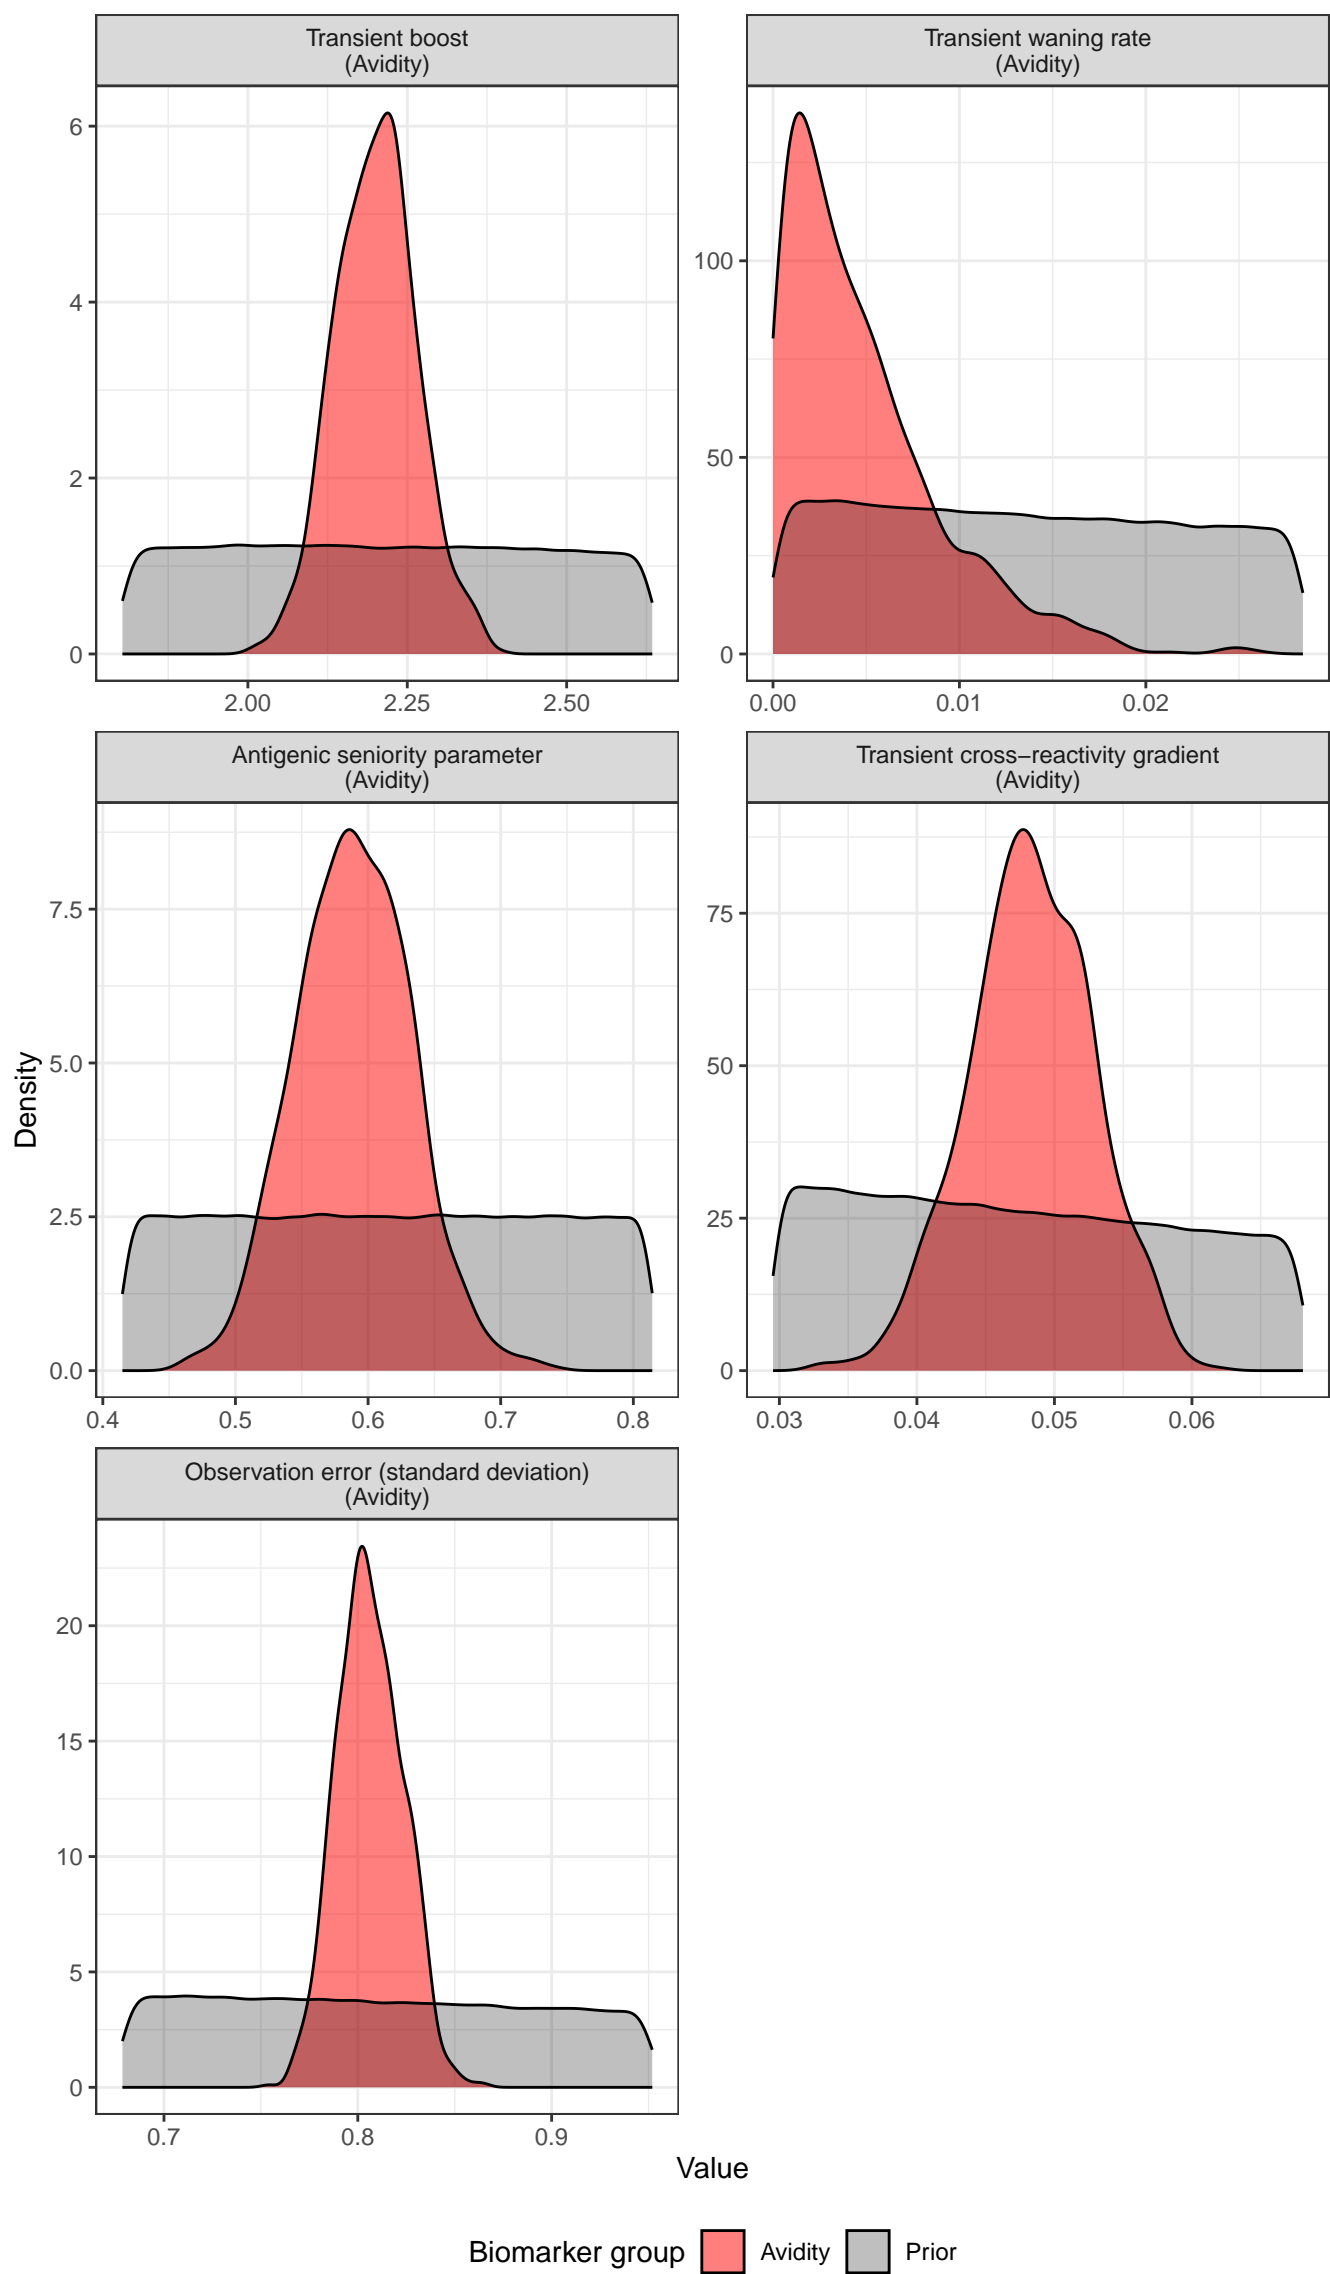 Transient boost
(Avidity)
Transient waning rate
(Avidity)
6
4
2
0
100
50
0
2.00 2.25 2.50
0.00 0.01 0.02
Antigenic seniority parameter
(Avidity)
Transient cross−reactivity gradient
(Avidity)
7.5
5.0
2.5
0.0
75
50
25
0
0.4 0.5 0.6 0.7 0.8
0.03 0.04 0.05 0.06
Density
Observation error (standard deviation)
(Avidity)
20
15
10
5
0
0.7 0.8 0.9
Value
Biomarker group Avidity Prior